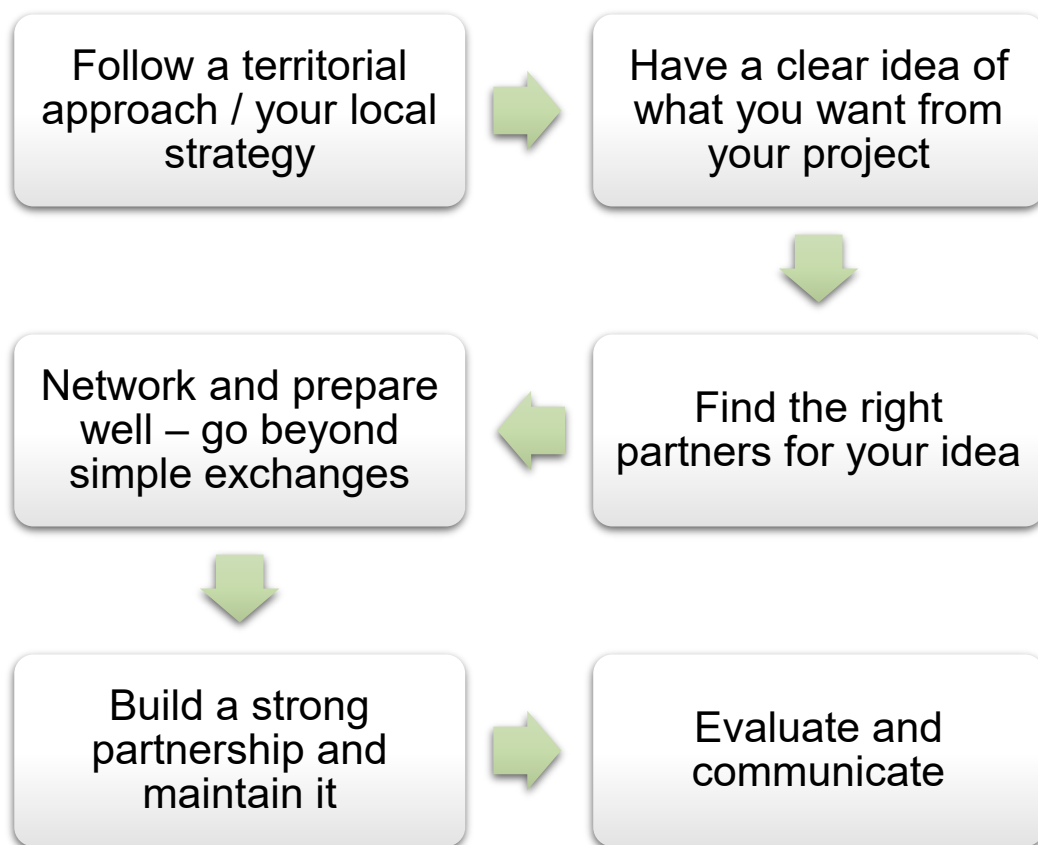 Follow a territorial
approach / your local
strategy
Have a clear idea of
what you want from
your project
Find the right
partners for your idea
Network and prepare
well – go beyond
simple exchanges
Build a strong
partnership and
maintain it
Evaluate and
communicate